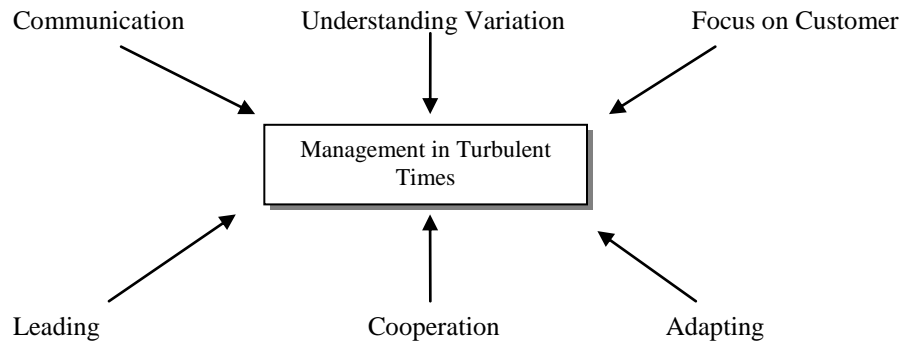 Communication
Understanding Variation
Focus on Customer
Management in Turbulent
Times
Leading
Cooperation
Adapting